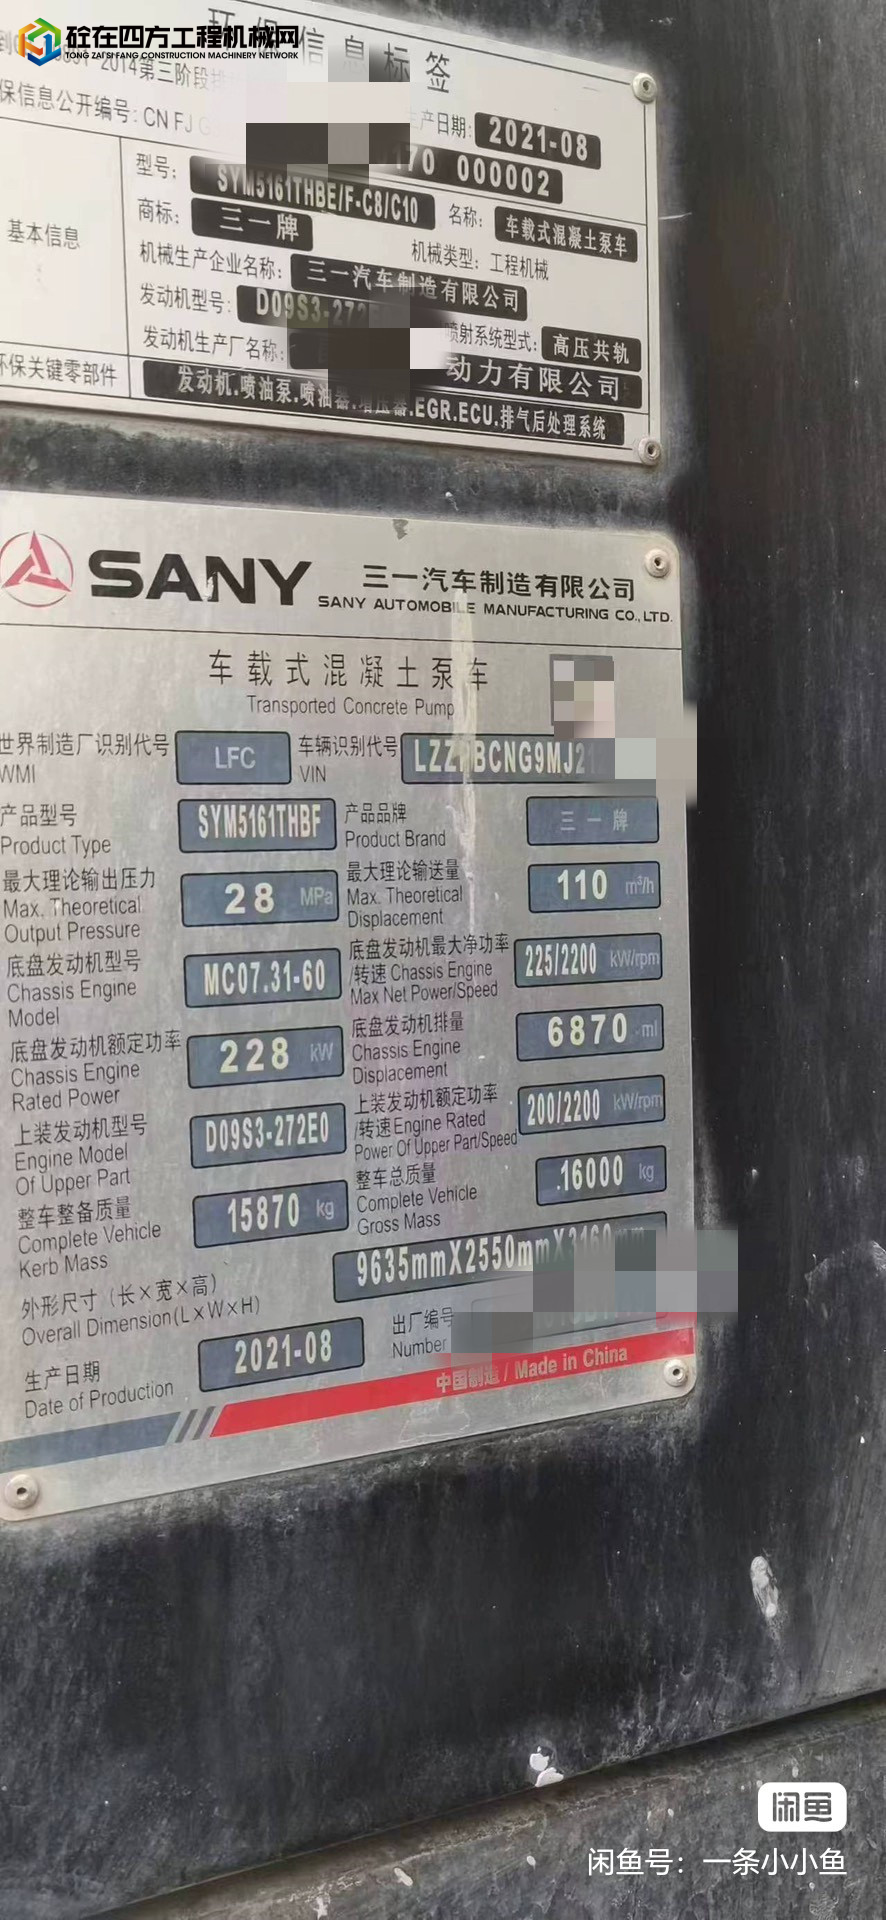 砼在四方工程机械网
TONG ZAI SI FANG CONSTRUCTION MACHINERY NETWORK
信息标签
2014第三阶段
保信息公开编号: CN FJ G
生产日期: 2021-08
170 000002
基本信息
型号: SYM5161THBE/F-C8/C10
名称: 车载式混凝土泵车
商标: 三一牌
机械类型: 工程机械
机械生产企业名称: 三一汽车制造有限公司
发动机型号: D09S3-272
喷射系统型式: 高压共轨
发动机生产厂名称:
动力有限公司
环保关键零部件
发动机.喷油泵.喷油器.增压器.EGR.ECU.排气后处理系统
SANY
三一汽车制造有限公司
SANY AUTOMOBILE MANUFACTURING CO.,LTD.
车载式混凝土泵车
Transported Concrete Pump
世界制造厂识别代号
WMI
LFC
车辆识别代号
VIN
产品型号
Product Type
SYM5161THBF
产品品牌
Product Brand
三一牌
最大理论输出压力
Max. Theoretical
Output Pressure
28 MPa
最大理论输送量
Max. Theoretical
Displacement
110 m³/h
底盘发动机型号
Chassis Engine
Model
MC07.31-60
底盘发动机最大净功率
/转速 Chassis Engine
Max Net Power/Speed
225/2200 kW/rpm
底盘发动机额定功率
Chassis Engine
Rated Power
228 kW
底盘发动机排量
Chassis Engine
Displacement
6870 ml
上装发动机型号
Engine Model
Of Upper Part
D09S3-272E0
上装发动机额定功率
/转速 Engine Rated
Power Of Upper Part/Speed
200/2200 kW/rpm
整车整备质量
Complete Vehicle
Kerb Mass
15870 kg
整车总质量
Complete Vehicle
Gross Mass
16000 kg
外形尺寸 (长×宽×高)
Overall Dimension(L×W×H)
9635mmX2550mmX3160mm
生产日期
Date of Production
2021-08
出厂编号
Number
中国制造 / Made in China
闲鱼
闲鱼号: 一条小小鱼